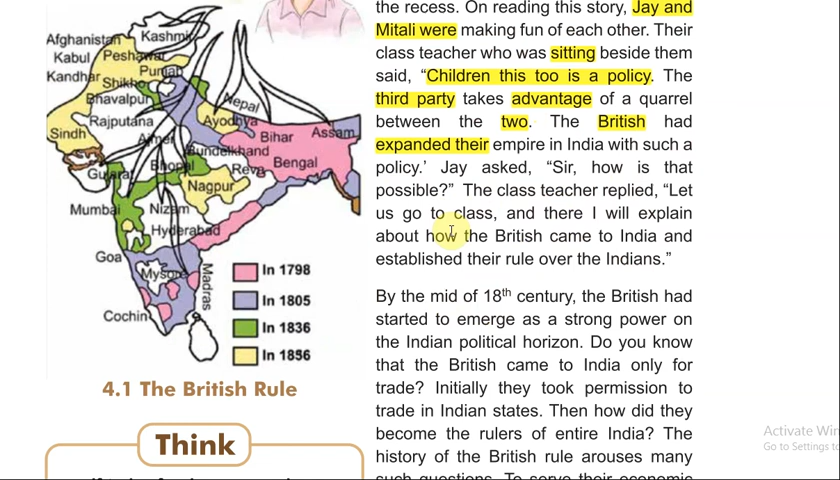 Afghanistan
Kashmir
Kabul
Peshawar
Kandhar
Punjab
Shikho
Bhavalpur
Nepal
Rajputana
Ayodhya
Sindh
Ajmer
Bihar
Assam
Bundelkhand
Bhopal
Reva
Bengal
Gujarat
Nagpur
Mumbai
Nizam
Hyderabad
Goa
Mysore
Madras
Cochin
In 1798
In 1805
In 1836
In 1856
4.1 The British Rule
Think
the recess. On reading this story, Jay and
Mitali were making fun of each other. Their
class teacher who was sitting beside them
said, “Children this too is a policy. The
third party takes advantage of a quarrel
between the two. The British had
expanded their empire in India with such a
policy.’ Jay asked, “Sir, how is that
possible?” The class teacher replied, “Let
us go to class, and there I will explain
about how the British came to India and
established their rule over the Indians.”
By the mid of 18th century, the British had
started to emerge as a strong power on
the Indian political horizon. Do you know
that the British came to India only for
trade? Initially they took permission to
trade in Indian states. Then how did they
become the rulers of entire India? The
history of the British rule arouses many
such questions. To serve their economic
Activate Win
Go to Settings to